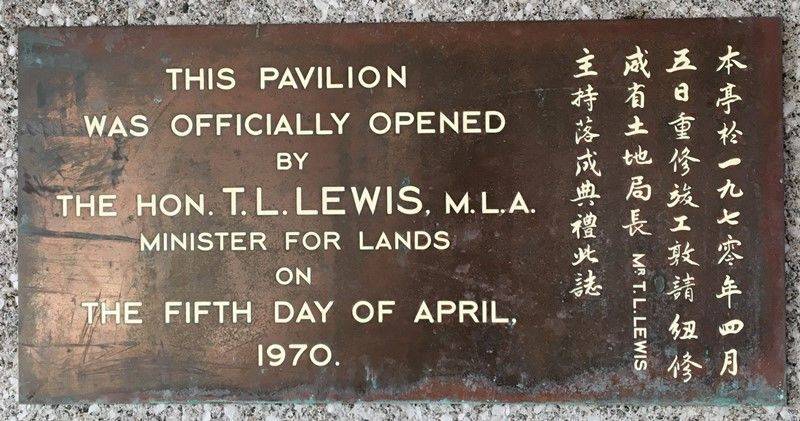 THIS PAVILION
WAS OFFICIALLY OPENED
BY
THE HON. T. L. LEWIS, M.L.A.
MINISTER FOR LANDS
ON
THE FIFTH DAY OF APRIL,
1970.
本亭於一九七零年四月
五日重修竣工敦請紐修
威省土地局長 MR. T. L. LEWIS
主持落成典禮此誌